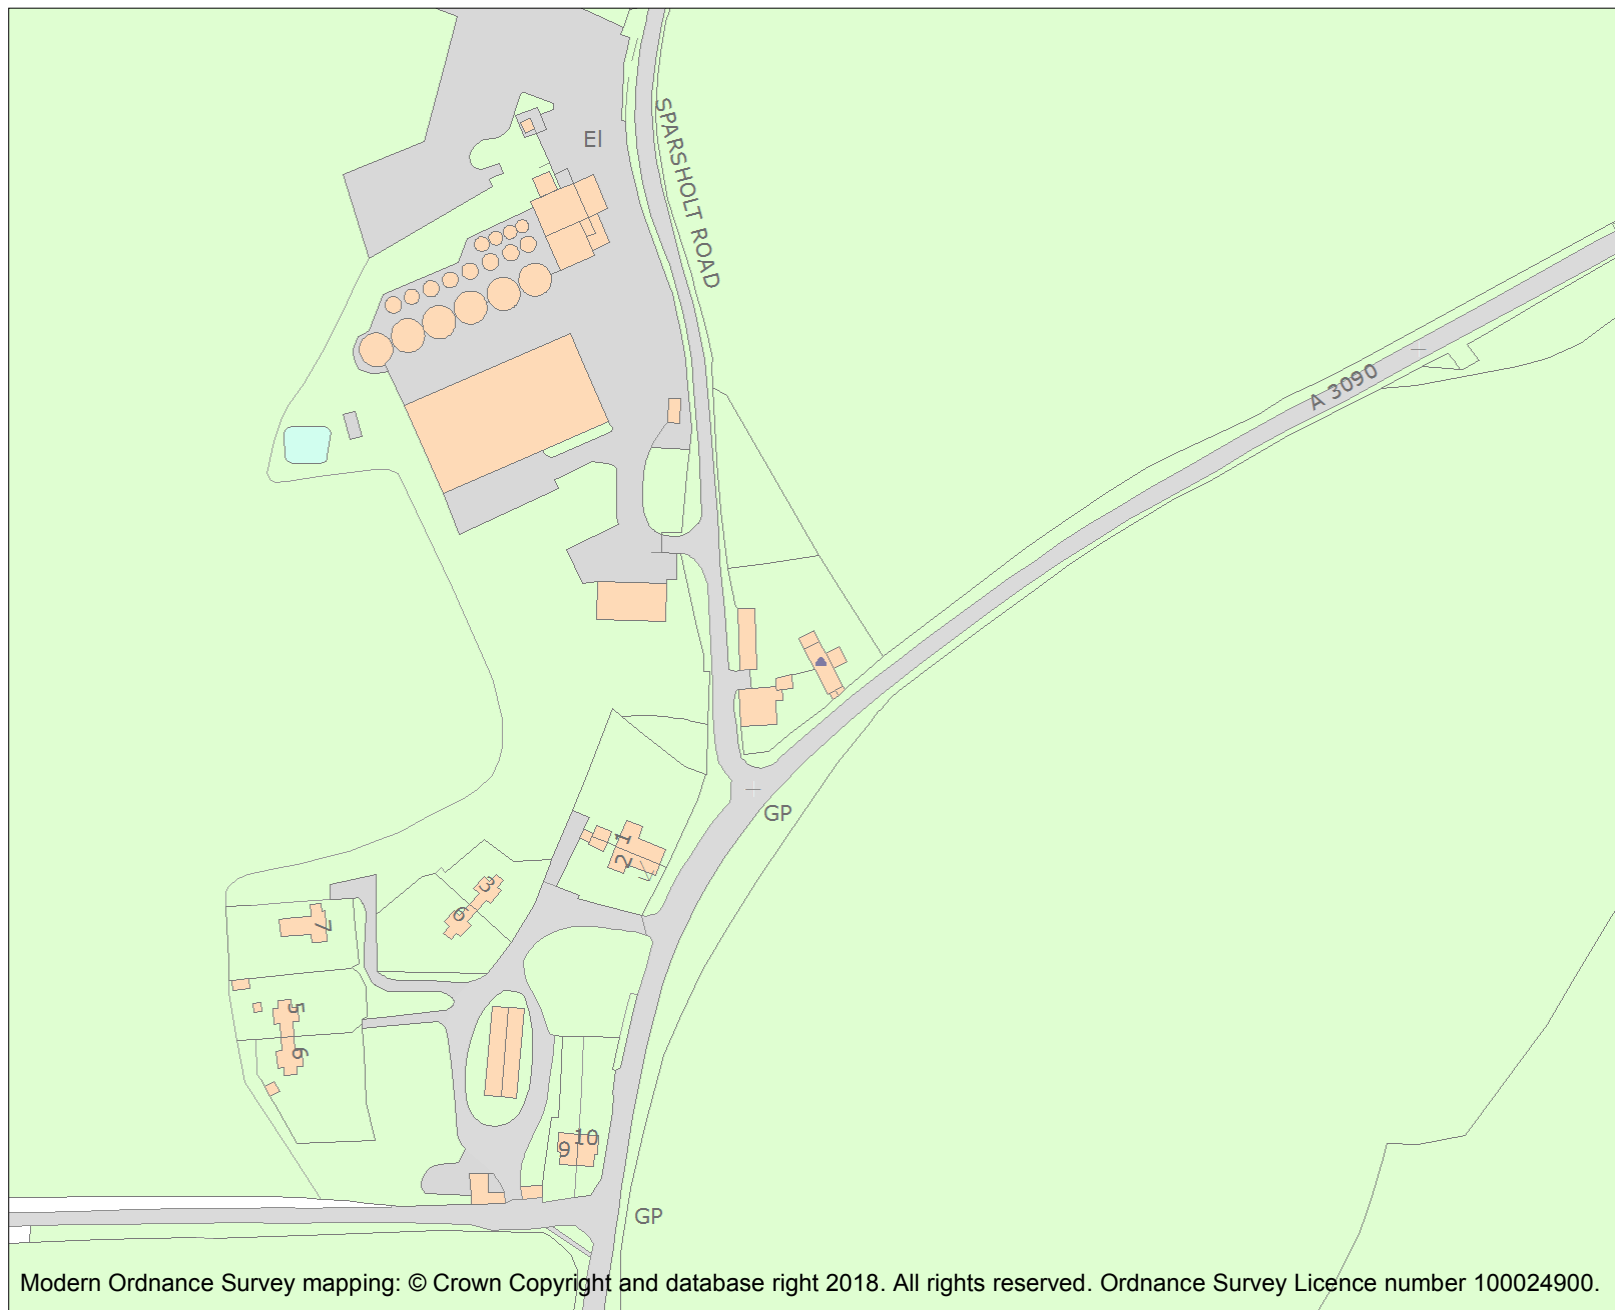 El
SPARSHOLT ROAD
A 3090
GP
1
2
3
6
7
5
6
10
9
GP
Modern Ordnance Survey mapping: © Crown Copyright and database right 2018. All rights reserved. Ordnance Survey Licence number 100024900.